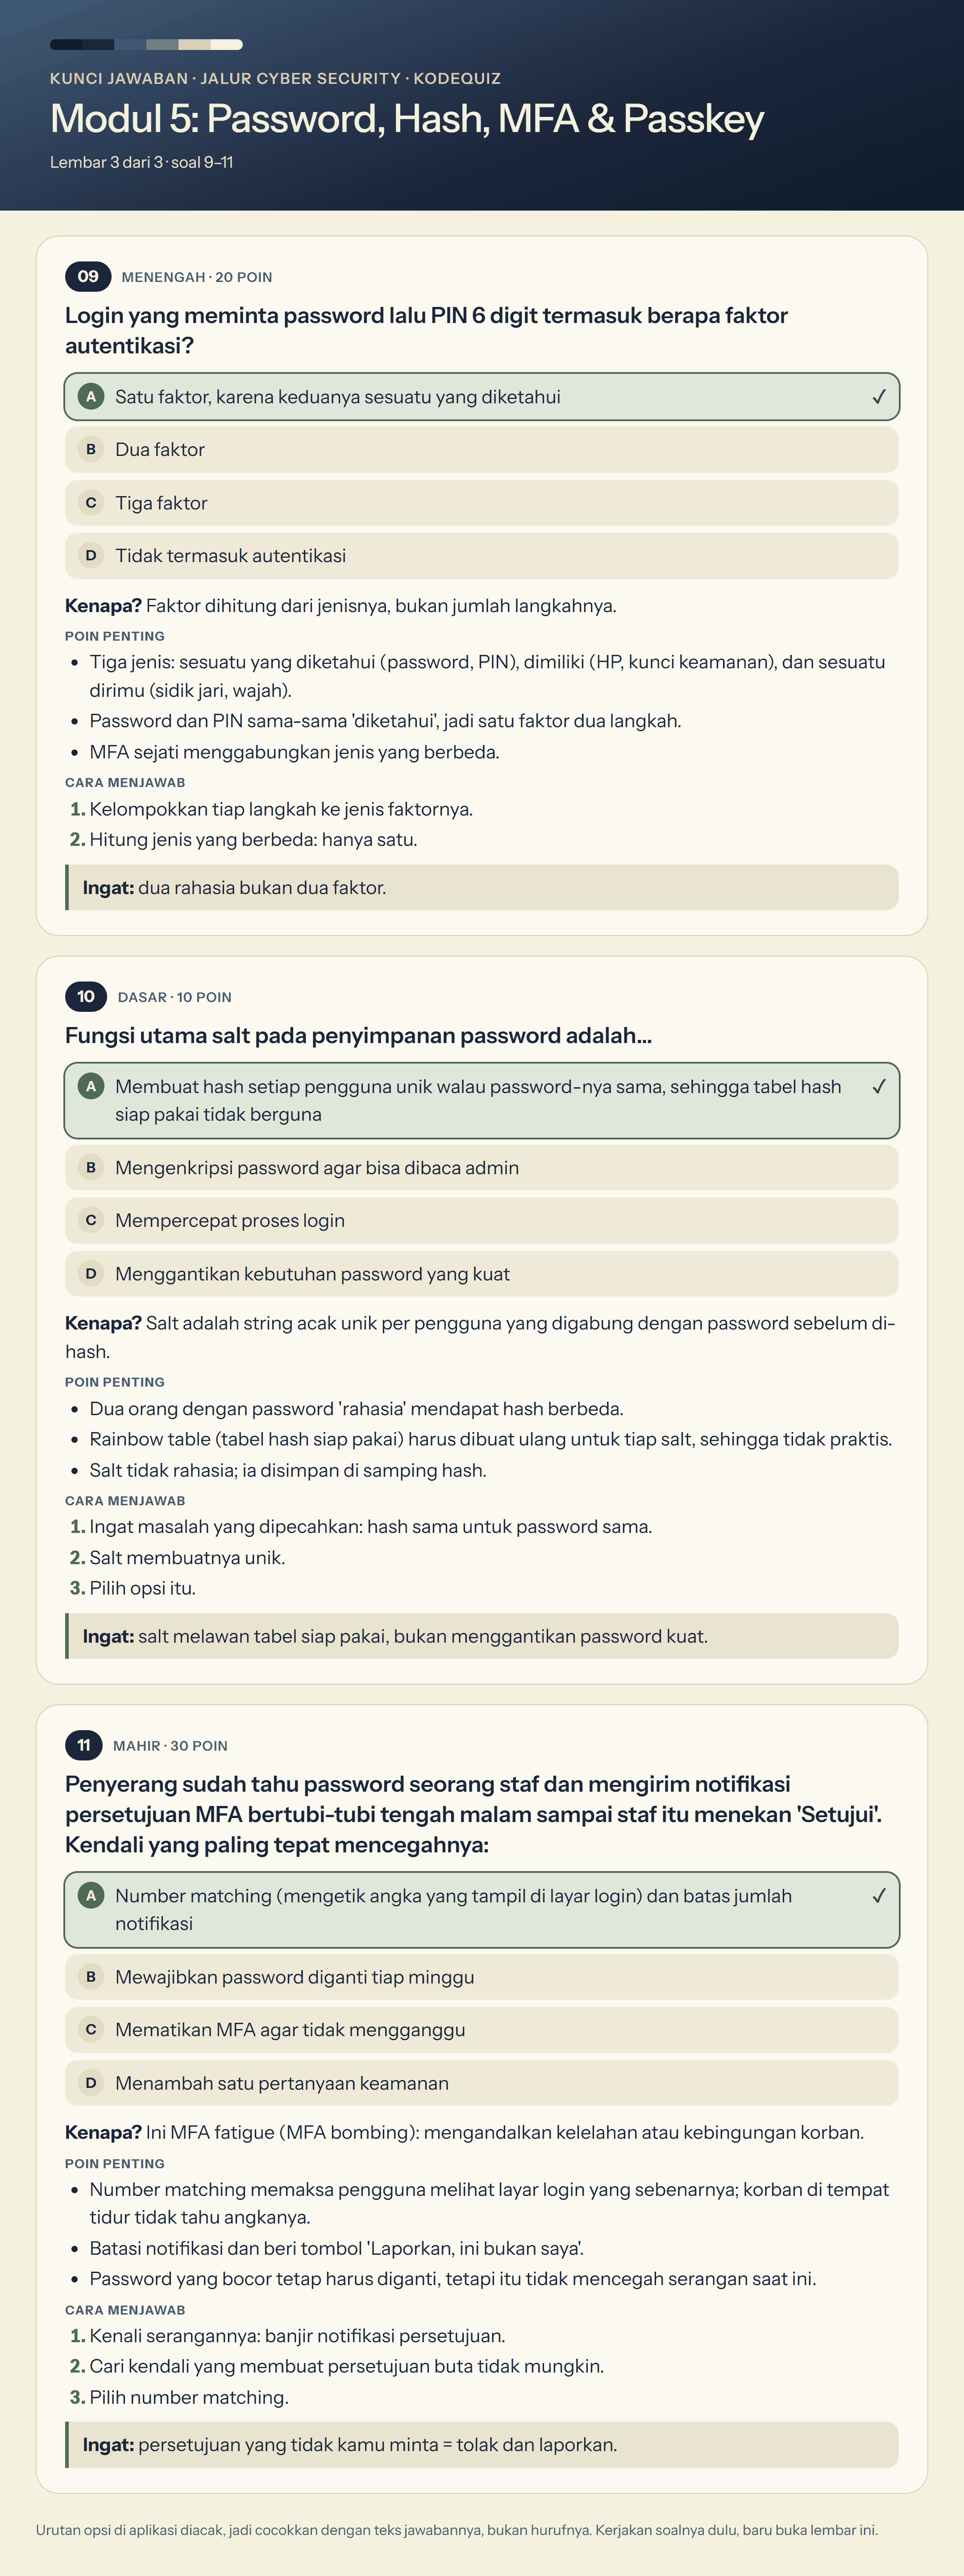 KUNCI JAWABAN · JALUR CYBER SECURITY · KODEQUIZ
Modul 5: Password, Hash, MFA & Passkey
Lembar 3 dari 3 · soal 9–11
09 MENENGAH · 20 POIN
Login yang meminta password lalu PIN 6 digit termasuk berapa faktor
autentikasi?
A Satu faktor, karena keduanya sesuatu yang diketahui ✓
B Dua faktor
C Tiga faktor
D Tidak termasuk autentikasi
Kenapa? Faktor dihitung dari jenisnya, bukan jumlah langkahnya.
POIN PENTING
• Tiga jenis: sesuatu yang diketahui (password, PIN), dimiliki (HP, kunci keamanan), dan sesuatu
dirimu (sidik jari, wajah).
• Password dan PIN sama-sama 'diketahui', jadi satu faktor dua langkah.
• MFA sejati menggabungkan jenis yang berbeda.
CARA MENJAWAB
1. Kelompokkan tiap langkah ke jenis faktornya.
2. Hitung jenis yang berbeda: hanya satu.
Ingat: dua rahasia bukan dua faktor.
10 DASAR · 10 POIN
Fungsi utama salt pada penyimpanan password adalah...
A Membuat hash setiap pengguna unik walau password-nya sama, sehingga tabel hash ✓
siap pakai tidak berguna
B Mengenkripsi password agar bisa dibaca admin
C Mempercepat proses login
D Menggantikan kebutuhan password yang kuat
Kenapa? Salt adalah string acak unik per pengguna yang digabung dengan password sebelum di-
hash.
POIN PENTING
• Dua orang dengan password 'rahasia' mendapat hash berbeda.
• Rainbow table (tabel hash siap pakai) harus dibuat ulang untuk tiap salt, sehingga tidak praktis.
• Salt tidak rahasia; ia disimpan di samping hash.
CARA MENJAWAB
1. Ingat masalah yang dipecahkan: hash sama untuk password sama.
2. Salt membuatnya unik.
3. Pilih opsi itu.
Ingat: salt melawan tabel siap pakai, bukan menggantikan password kuat.
11 MAHIR · 30 POIN
Penyerang sudah tahu password seorang staf dan mengirim notifikasi
persetujuan MFA bertubi-tubi tengah malam sampai staf itu menekan 'Setujui'.
Kendali yang paling tepat mencegahnya:
A Number matching (mengetik angka yang tampil di layar login) dan batas jumlah ✓
notifikasi
B Mewajibkan password diganti tiap minggu
C Mematikan MFA agar tidak mengganggu
D Menambah satu pertanyaan keamanan
Kenapa? Ini MFA fatigue (MFA bombing): mengandalkan kelelahan atau kebingungan korban.
POIN PENTING
• Number matching memaksa pengguna melihat layar login yang sebenarnya; korban di tempat
tidur tidak tahu angkanya.
• Batasi notifikasi dan beri tombol 'Laporkan, ini bukan saya'.
• Password yang bocor tetap harus diganti, tetapi itu tidak mencegah serangan saat ini.
CARA MENJAWAB
1. Kenali serangannya: banjir notifikasi persetujuan.
2. Cari kendali yang membuat persetujuan buta tidak mungkin.
3. Pilih number matching.
Ingat: persetujuan yang tidak kamu minta = tolak dan laporkan.
Urutan opsi di aplikasi diacak, jadi cocokkan dengan teks jawabannya, bukan hurufnya. Kerjakan soalnya dulu, baru buka lembar ini.